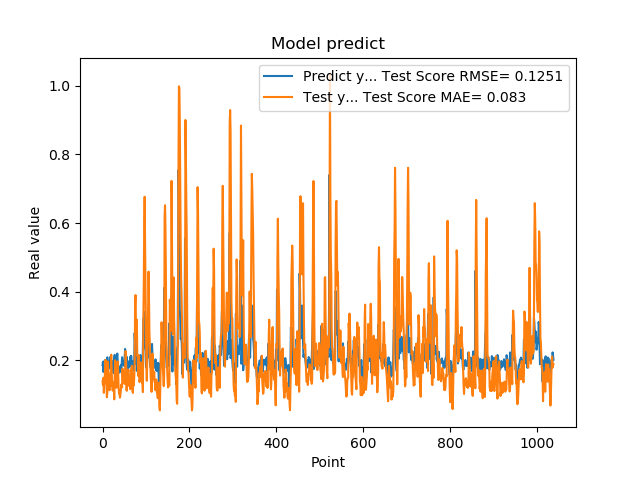 Model predict
Predict y... Test Score RMSE= 0.1251
Test y... Test Score MAE= 0.083
1.0
0.8
0.6
0.4
0.2
Real value
0
200
400
600
800
1000
Point